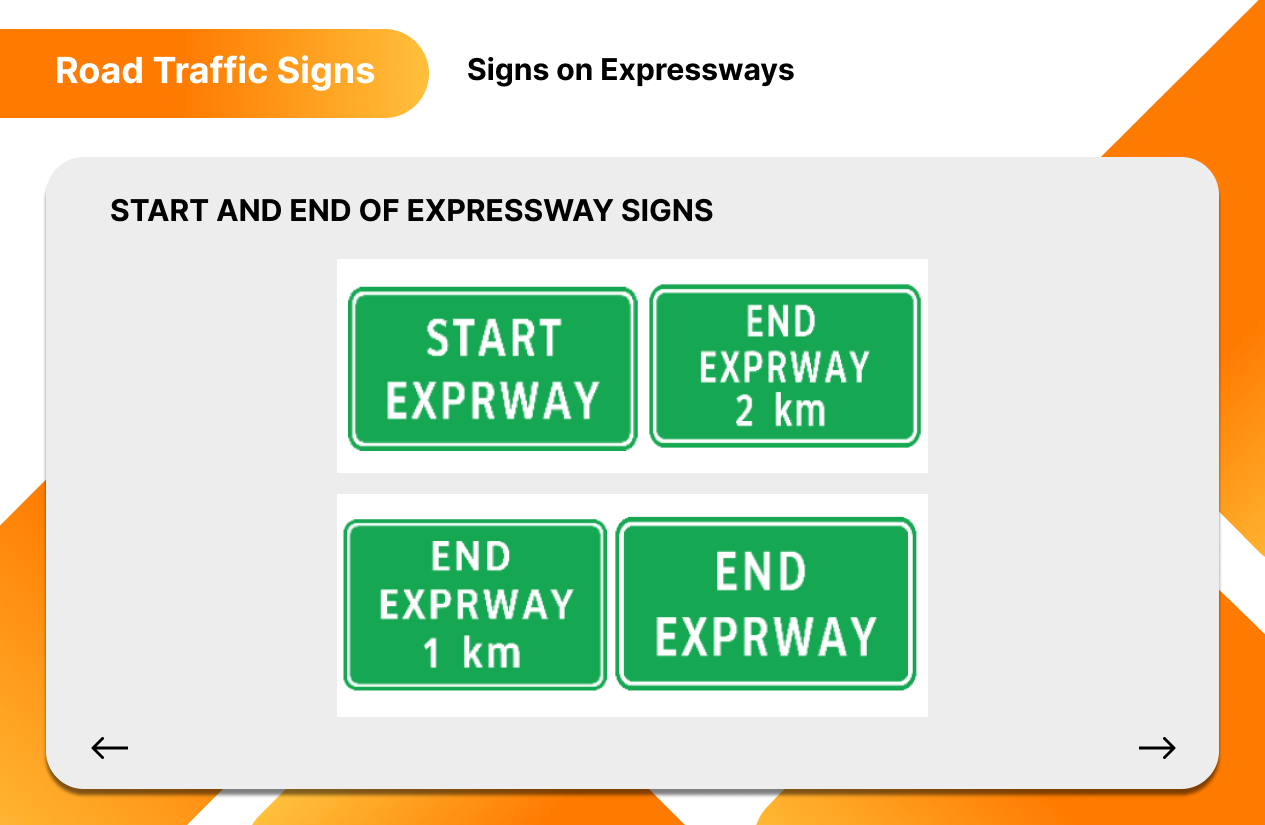 Road Traffic Signs
Signs on Expressways
START AND END OF EXPRESSWAY SIGNS
START
EXPRWAY
END
EXPRWAY
2 km
END
EXPRWAY
1 km
END
EXPRWAY